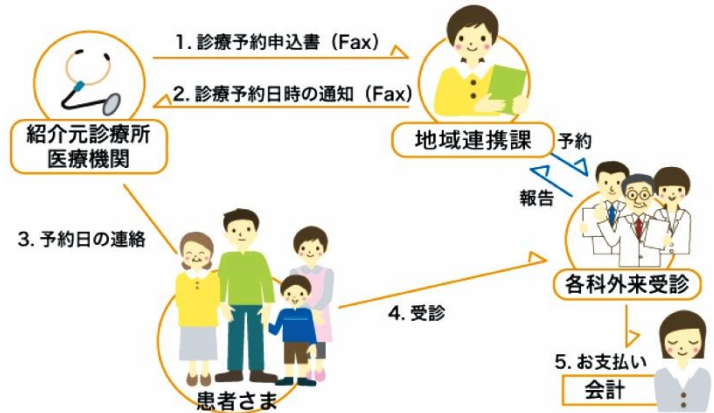 1. 診療予約申込書（Fax）
2. 診療予約日時の通知（Fax）
紹介元診療所
医療機関
地域連携課
予約
報告
3. 予約日の連絡
各科外来受診
4. 受診
患者さま
5. お支払い
会計